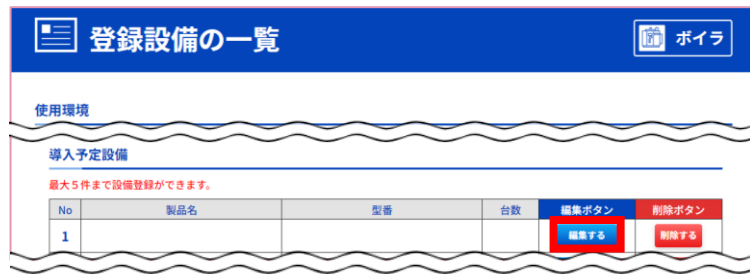 登録設備の一覧 ボイラ
使用環境
導入予定設備
最大5件まで設備登録ができます。
No 製品名 型番 台数 編集ボタン 削除ボタン
1 編集する 削除する